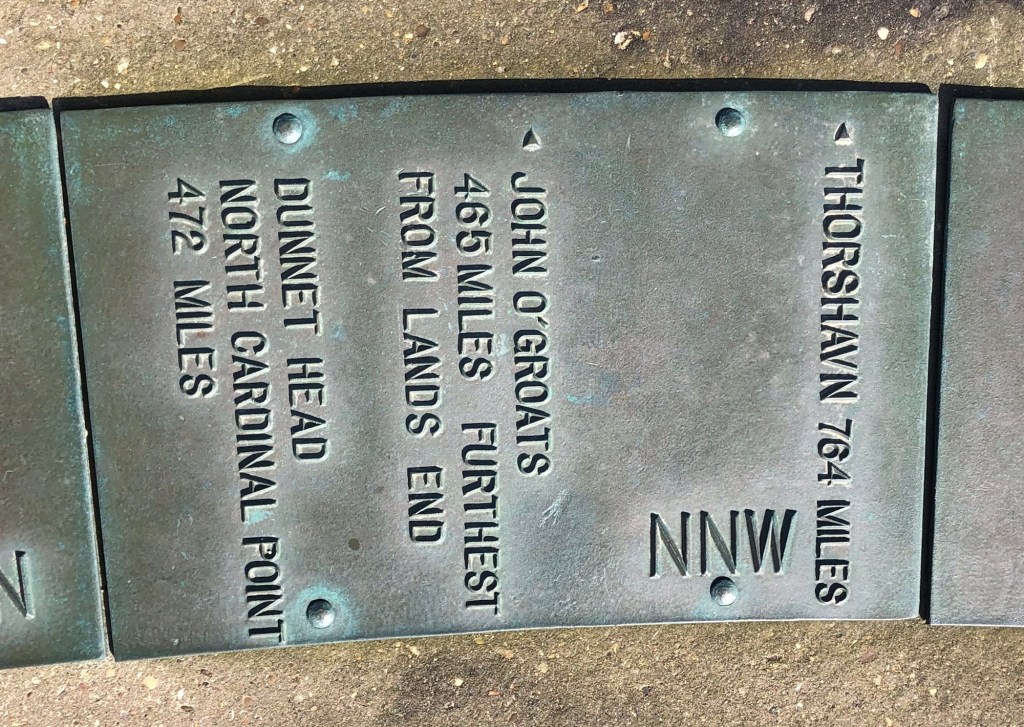 THORSHAVN 764 MILES
NNW
JOHN O'GROATS
465 MILES FURTHEST
FROM LANDS END
DUNNET HEAD
NORTH CARDINAL POINT
472 MILES
N